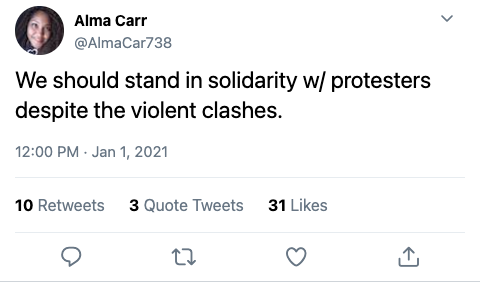 Alma Carr
@AlmaCar738
We should stand in solidarity w/ protesters
despite the violent clashes.
12:00 PM · Jan 1, 2021
10 Retweets 3 Quote Tweets 31 Likes